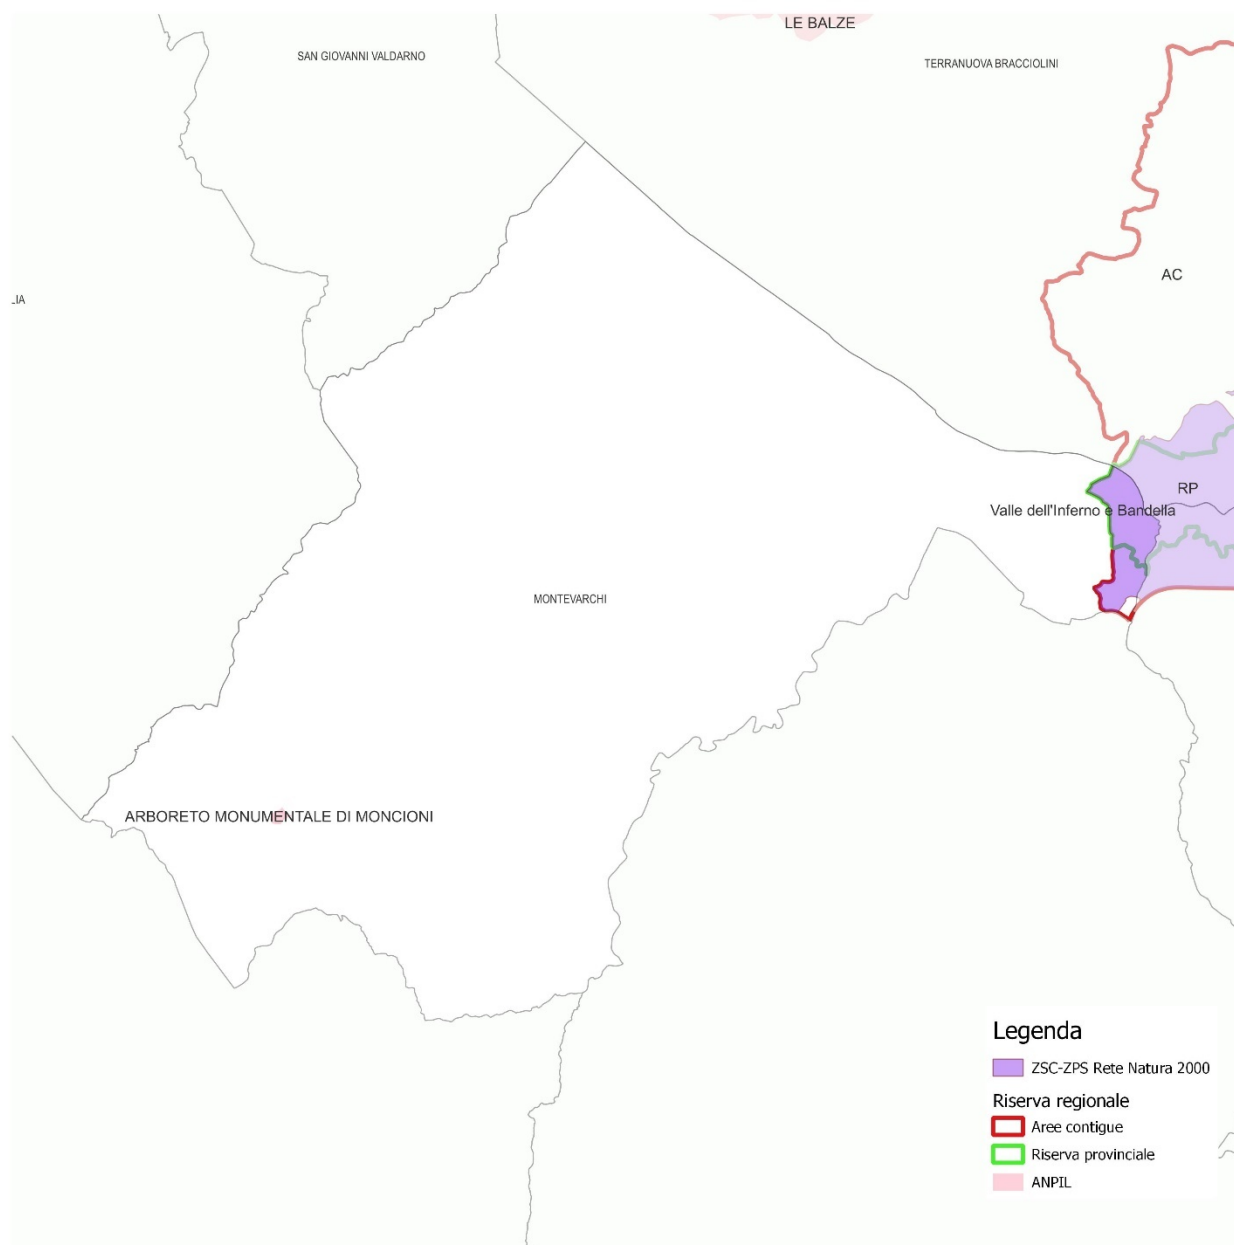 LE BALZE
SAN GIOVANNI VALDARNO
TERRANUOVA BRACCIOLINI
AC
LIA
RP
Valle dell'Inferno e Bandella
MONTEVARCHI
ARBORETO MONUMENTALE DI MONCIONI
Legenda
ZSC-ZPS Rete Natura 2000
Riserva regionale
Aree contigue
Riserva provinciale
ANPIL